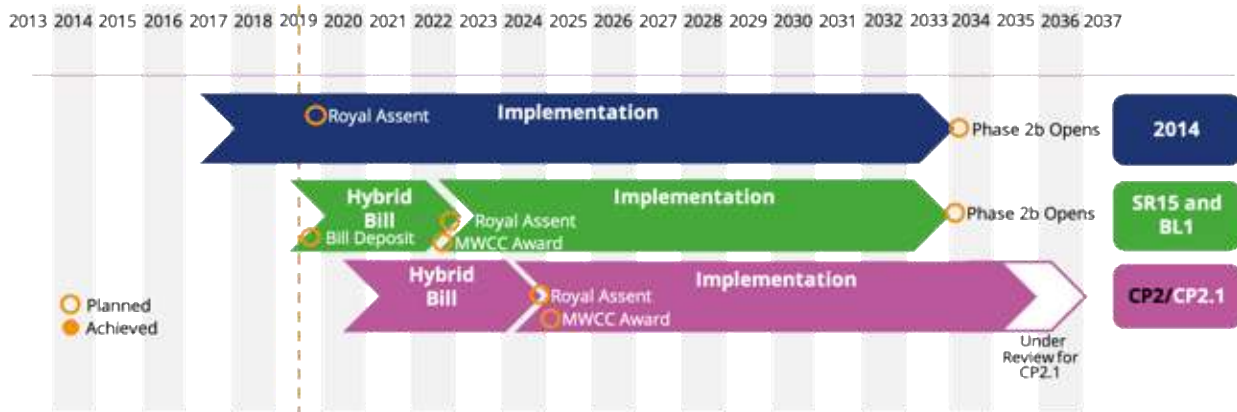 2013 2014 2015 2016 2017 2018 2019 2020 2021 2022 2023 2024 2025 2026 2027 2028 2029 2030 2031 2032 2033 2034 2035 2036 2037
Implementation
Royal Assent
Phase 2b Opens
2014
Hybrid
Bill
Implementation
Royal Assent
Bill Deposit
MWCC Award
Phase 2b Opens
SR15 and
BL1
Hybrid
Bill
Implementation
Royal Assent
MWCC Award
CP2/CP2.1
Under
Review for
CP2.1
Planned
Achieved